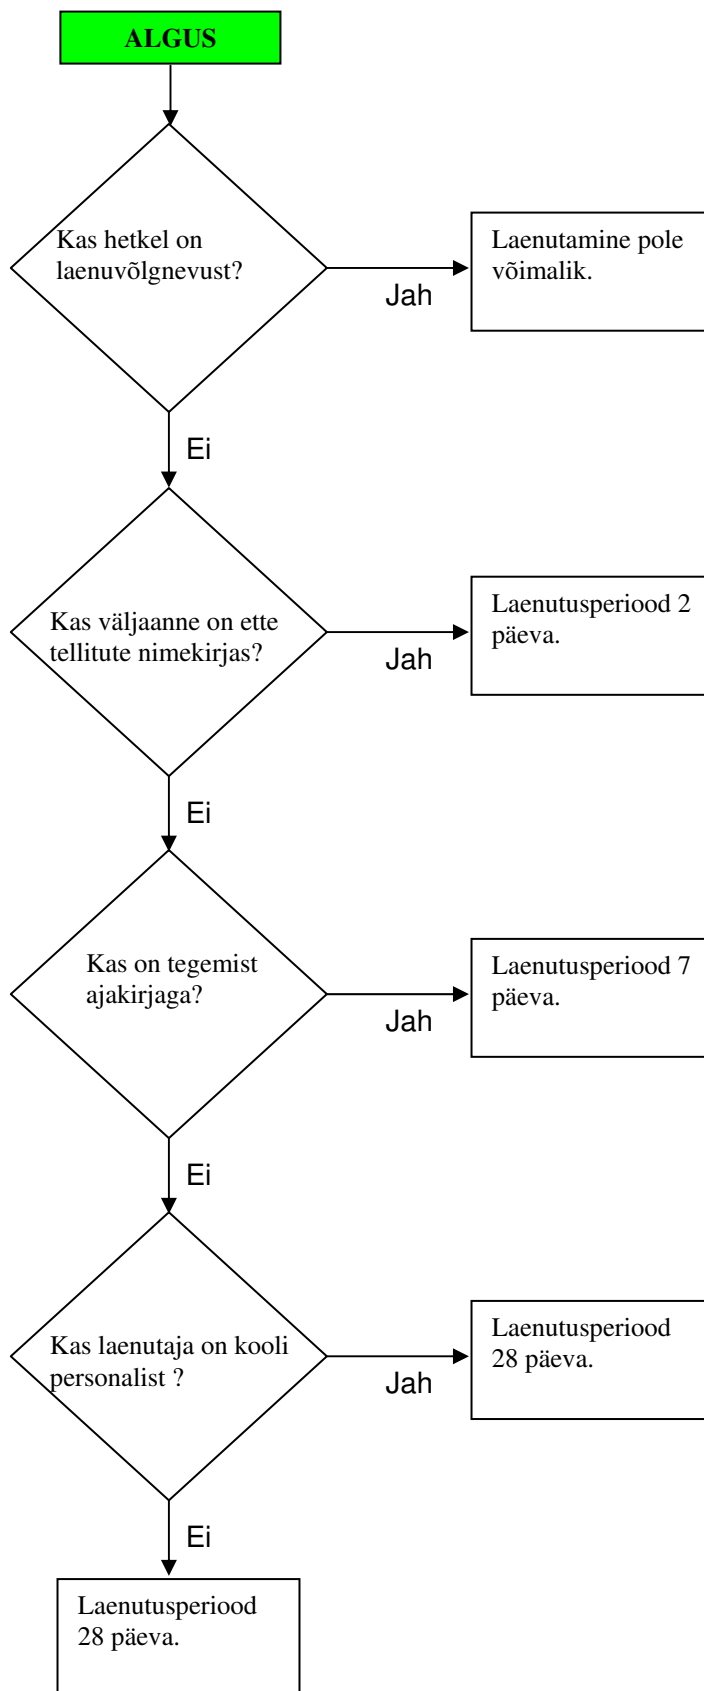 ALGUS
Kas hetkel on
laenuvõlgnevust?
Jah
Laenutamine pole
võimalik.
Ei
Kas väljaanne on ette
tellitute nimekirjas?
Jah
Laenutusperiood 2
päeva.
Ei
Kas on tegemist
ajakirjaga?
Jah
Laenutusperiood 7
päeva.
Ei
Kas laenutaja on kooli
personalist ?
Jah
Laenutusperiood
28 päeva.
Ei
Laenutusperiood
28 päeva.